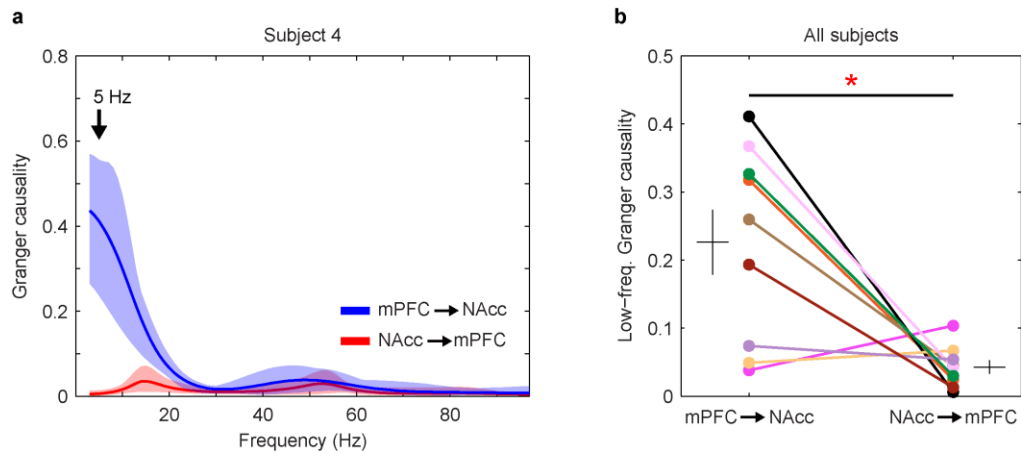 a
Subject 4
0.8
0.6
0.4
0.2
0
5 Hz
Granger causality
mPFC → NAcc
NAcc → mPFC
20 40 60 80
Frequency (Hz)
b
All subjects
0.5
0.4
0.3
0.2
0.1
0
*
Low−freq. Granger causality
mPFC → NAcc NAcc → mPFC